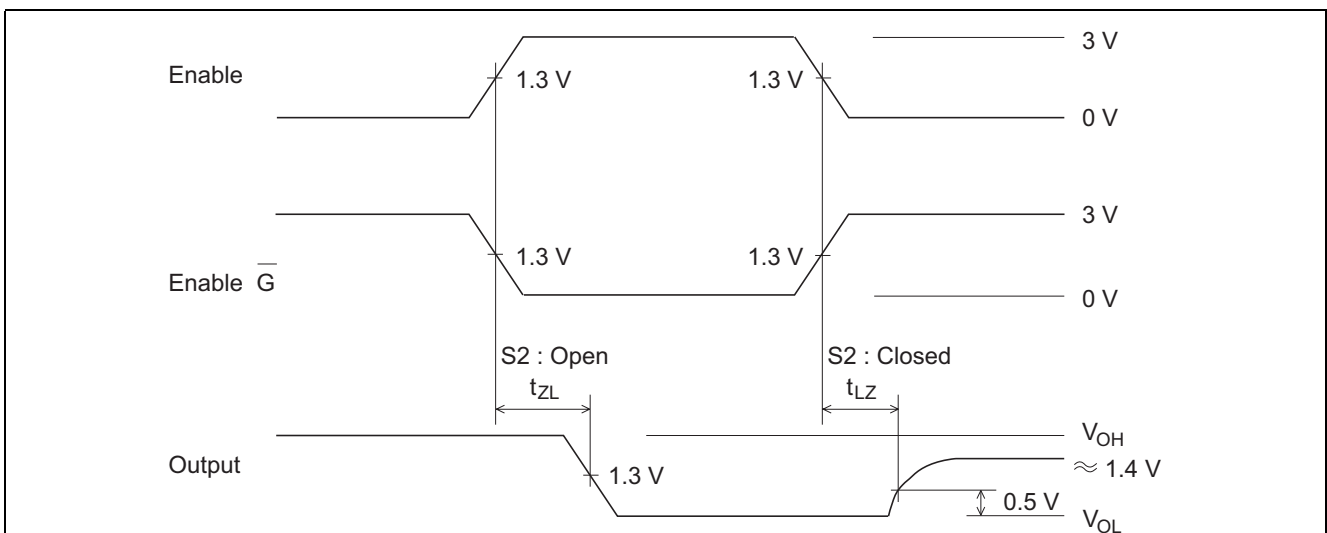 3 V
Enable
1.3 V 1.3 V
0 V
3 V
1.3 V 1.3 V
Enable G̅
0 V
S2 : Open S2 : Closed
tZL tLZ
VOH
Output
≈ 1.4 V
1.3 V
0.5 V
VOL